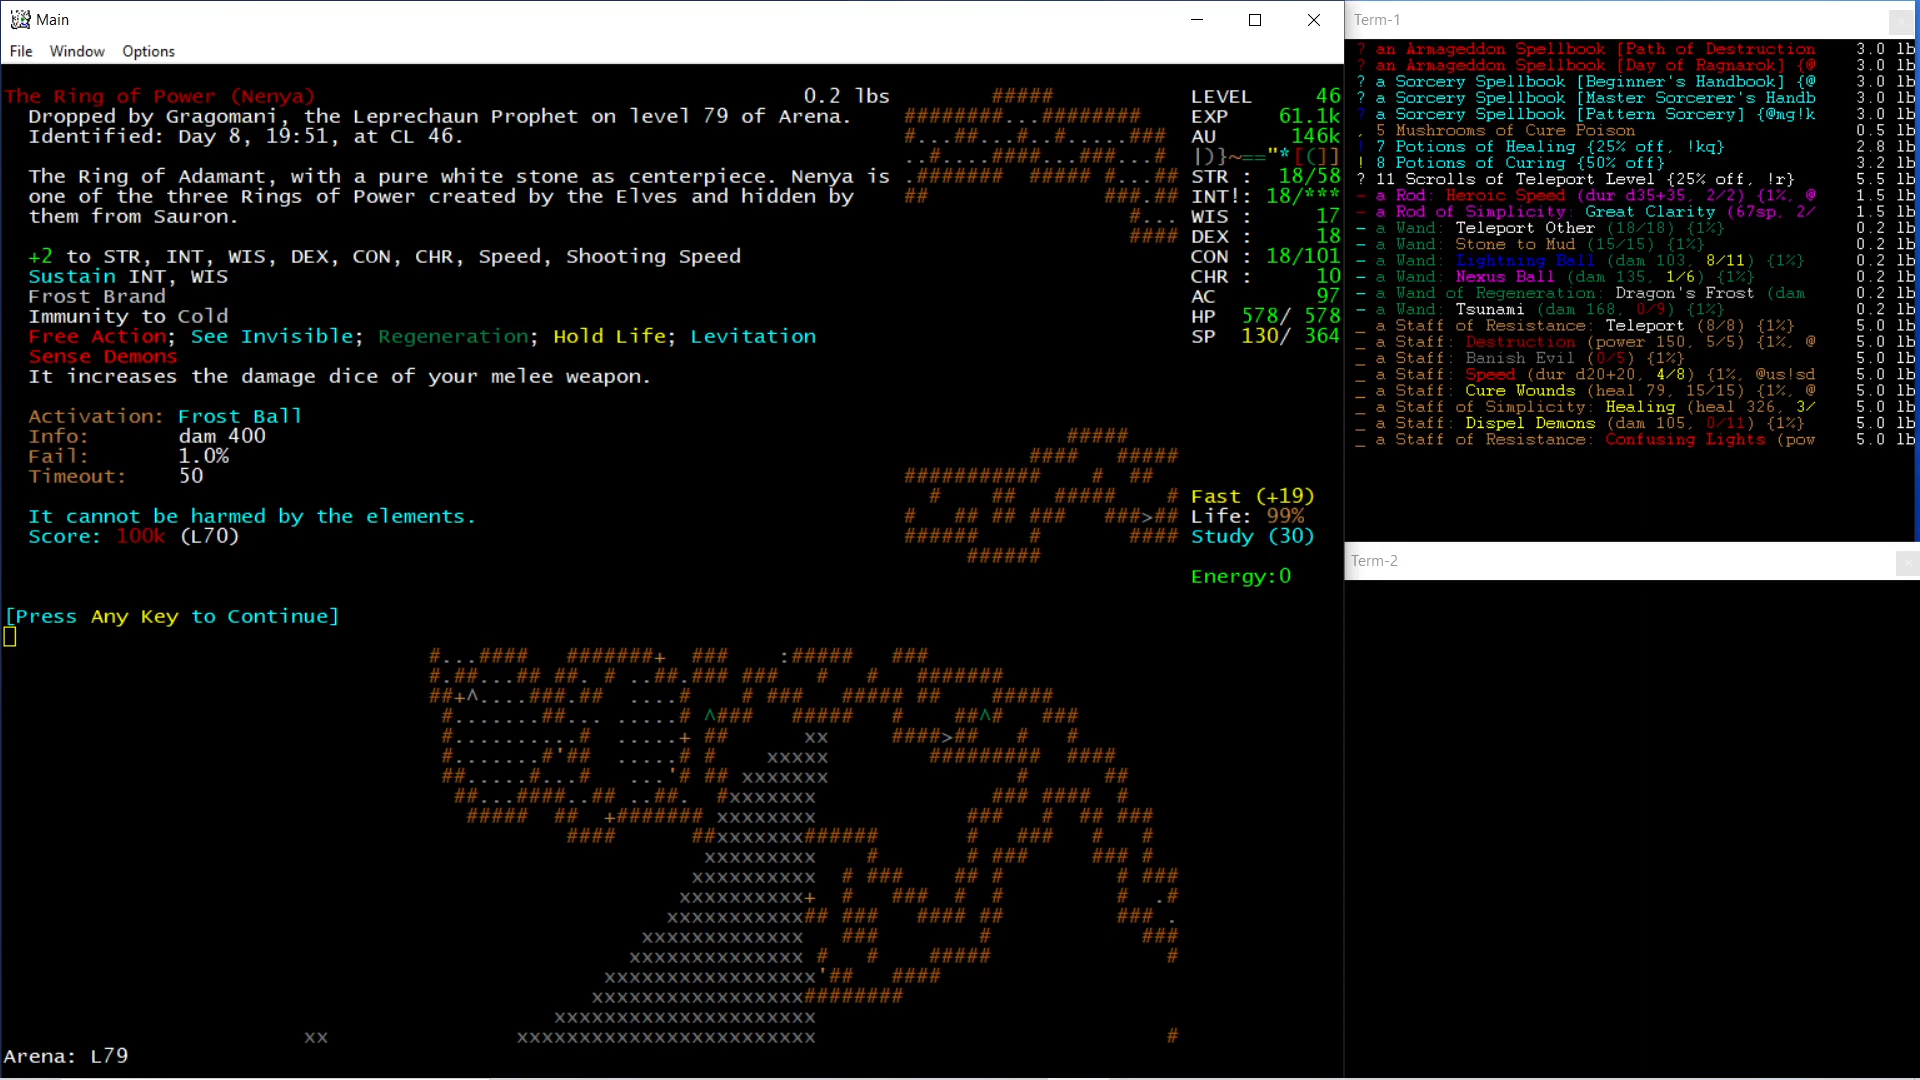 Main
File Window Options
The Ring of Power (Nenya) 0.2 lbs
Dropped by Gragomani, the Leprechaun Prophet on level 79 of Arena.
Identified: Day 8, 19:51, at CL 46.
The Ring of Adamant, with a pure white stone as centerpiece. Nenya is
one of the three Rings of Power created by the Elves and hidden by
them from Sauron.
+2 to STR, INT, WIS, DEX, CON, CHR, Speed, Shooting Speed
Sustain INT, WIS
Frost Brand
Immunity to Cold
Free Action; See Invisible; Regeneration; Hold Life; Levitation
Sense Demons
It increases the damage dice of your melee weapon.
Activation: Frost Ball
Info: dam 400
Fail: 1.0%
Timeout: 50
It cannot be harmed by the elements.
Score: 100k (L70)
[Press Any Key to Continue]
Arena: L79
LEVEL 46
EXP 61.1k
AU 146k
|)}~=="*[(]]
STR : 18/58
INT!: 18/***
WIS : 17
DEX : 18
CON : 18/101
CHR : 10
AC 97
HP 578/ 578
SP 130/ 364
Fast (+19)
Life: 99%
Study (30)
Energy:0
Term-1
? an Armageddon Spellbook [Path of Destruction 3.0 lb
? an Armageddon Spellbook [Day of Ragnarok] {@ 3.0 lb
? a Sorcery Spellbook [Beginner's Handbook] {@ 3.0 lb
? a Sorcery Spellbook [Master Sorcerer's Handb 3.0 lb
? a Sorcery Spellbook [Pattern Sorcery] {@mg!k 3.0 lb
, 5 Mushrooms of Cure Poison 0.5 lb
! 7 Potions of Healing {25% off, !kq} 2.8 lb
! 8 Potions of Curing {50% off} 3.2 lb
? 11 Scrolls of Teleport Level {25% off, !r} 5.5 lb
- a Rod: Heroic Speed (dur d35+35, 2/2) {1%, @ 1.5 lb
- a Rod of Simplicity: Great Clarity (67sp, 2/ 1.5 lb
- a Wand: Teleport Other (18/18) {1%} 0.2 lb
- a Wand: Stone to Mud (15/15) {1%} 0.2 lb
- a Wand: Lightning Ball (dam 103, 8/11) {1%} 0.2 lb
- a Wand: Nexus Ball (dam 135, 1/6) {1%} 0.2 lb
- a Wand of Regeneration: Dragon's Frost (dam 0.2 lb
- a Wand: Tsunami (dam 168, 0/9) {1%} 0.2 lb
_ a Staff of Resistance: Teleport (8/8) {1%} 5.0 lb
_ a Staff: Destruction (power 150, 5/5) {1%, @ 5.0 lb
_ a Staff: Banish Evil (0/5) {1%} 5.0 lb
_ a Staff: Speed (dur d20+20, 4/8) {1%, @us!sd 5.0 lb
_ a Staff: Cure Wounds (heal 79, 15/15) {1%, @ 5.0 lb
_ a Staff of Simplicity: Healing (heal 326, 3/ 5.0 lb
_ a Staff: Dispel Demons (dam 105, 0/11) {1%} 5.0 lb
_ a Staff of Resistance: Confusing Lights (pow 5.0 lb
Term-2